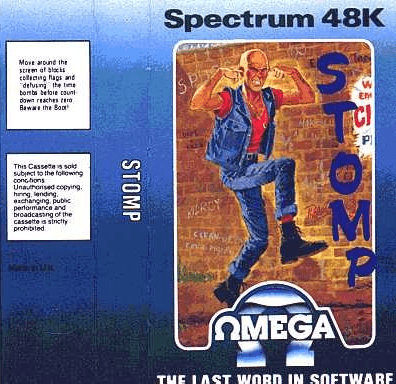 Move around the
screen of blocks
collecting flags and
"defusing" the time
bombs before count-
down reaches zero.
Beware the Boot!
This Cassette is sold
subject to the following
conditions:
Unauthorised copying,
hiring, lending,
exchanging, public
performance and
broadcasting of the
cassette is strictly
prohibited.
Made in U.K.
STOMP
Spectrum 48K
STOMP
ΩMEGA
THE LAST WORD IN SOFTWARE